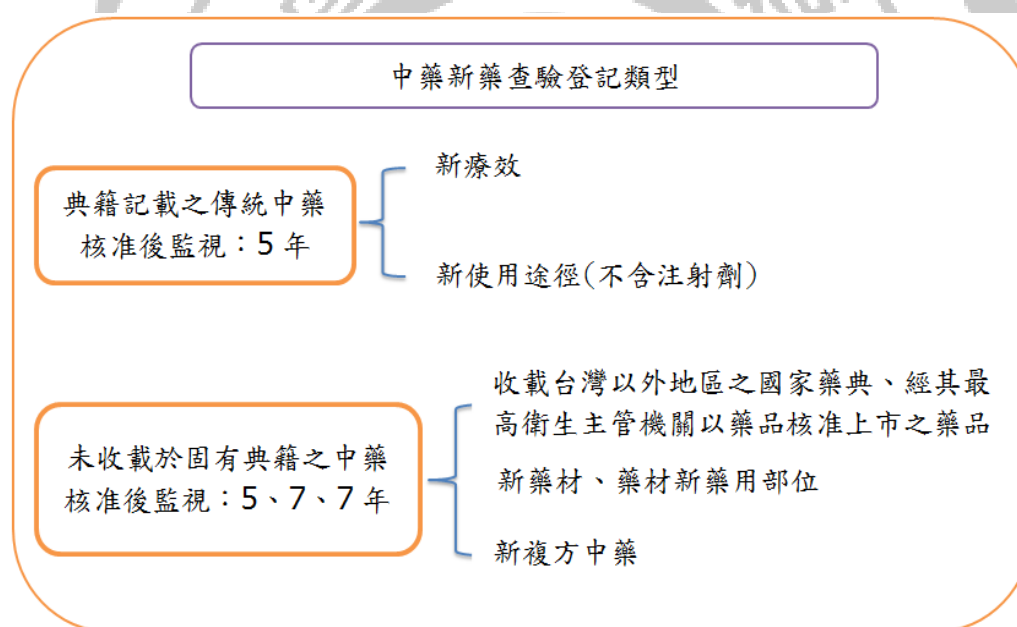 中藥新藥查驗登記類型
新療效
典籍記載之傳統中藥
核准後監視：5 年
新使用途徑(不含注射劑)
收載台灣以外地區之國家藥典、經其最
高衛生主管機關以藥品核准上市之藥品
未收載於固有典籍之中藥
核准後監視：5、7、7 年
新藥材、藥材新藥用部位
新複方中藥